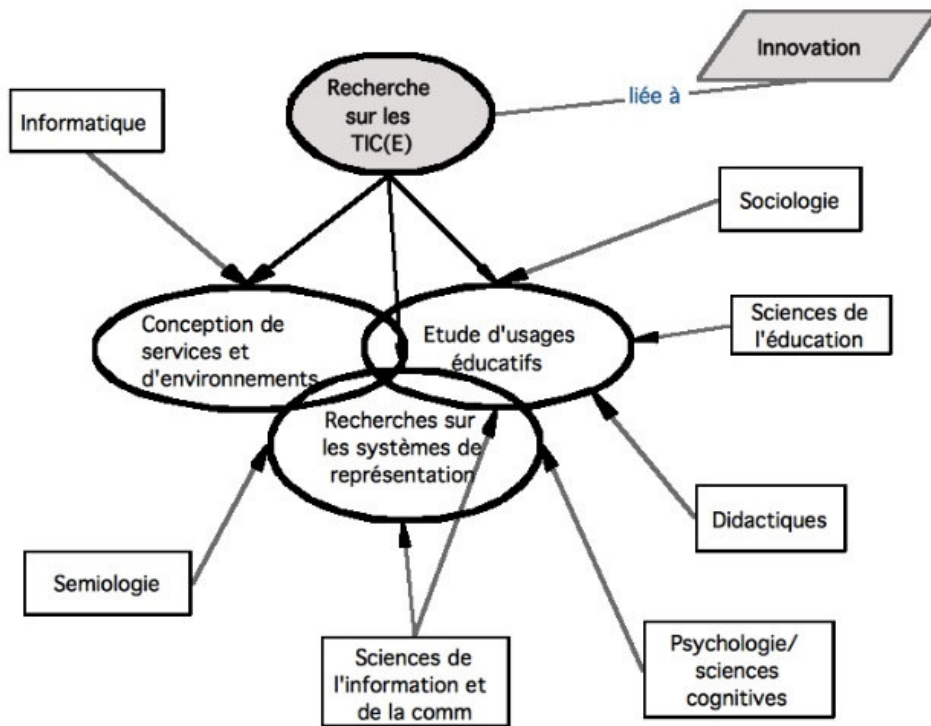 Innovation
Recherche
sur les
TIC(E)
liée à
Informatique
Sociologie
Conception de
services et
d'environnements
Etude d'usages
éducatifs
Sciences de
l'éducation
Recherches sur
les systèmes de
représentation
Didactiques
Semiologie
Sciences de
l'information et
de la comm
Psychologie/
sciences
cognitives